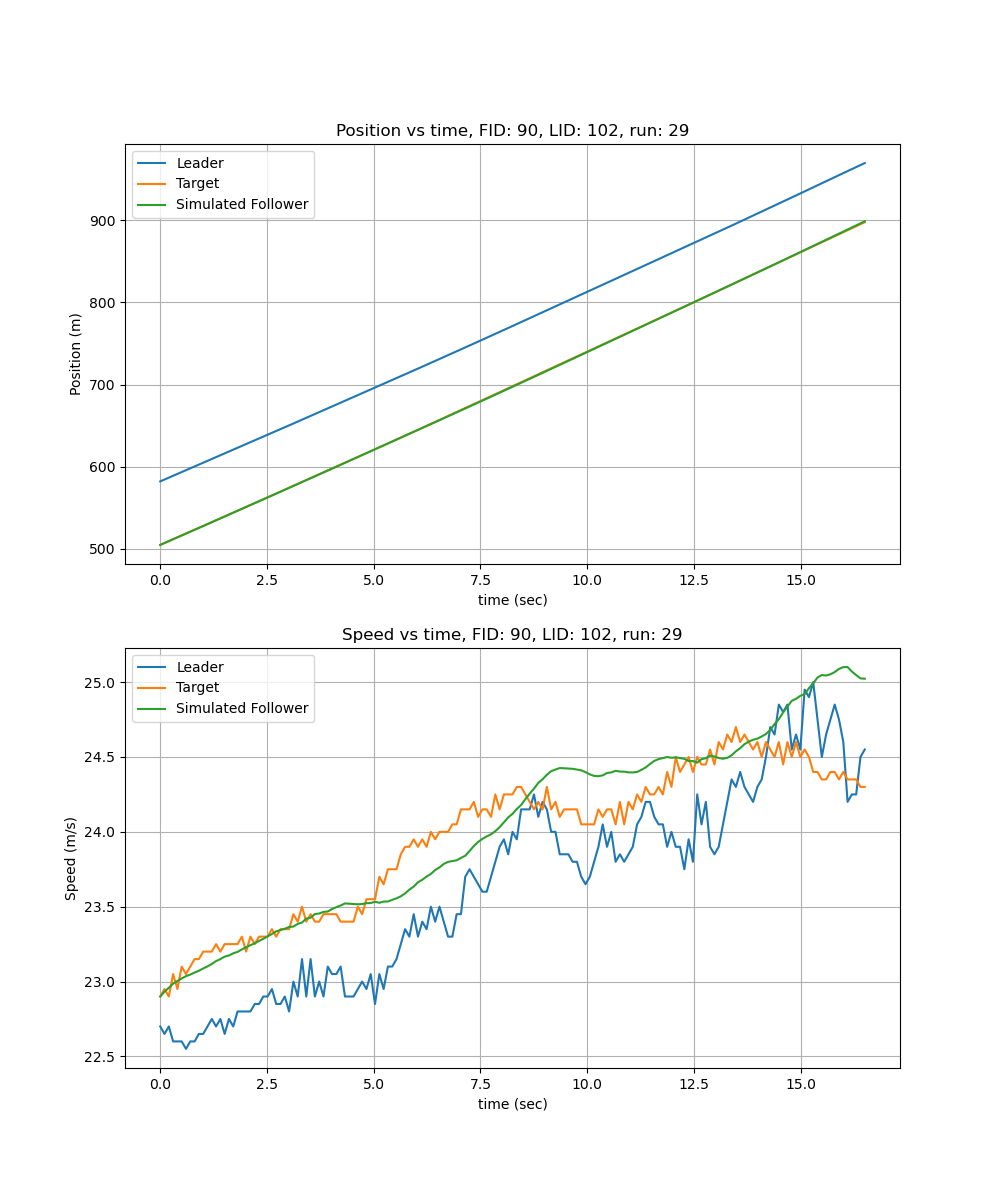 Position vs time, FID: 90, LID: 102, run: 29
Leader
Target
Simulated Follower
900
800
700
600
500
Position (m)
0.0 2.5 5.0 7.5 10.0 12.5 15.0
time (sec)
Speed vs time, FID: 90, LID: 102, run: 29
Leader
Target
Simulated Follower
25.0
24.5
24.0
23.5
23.0
22.5
Speed (m/s)
0.0 2.5 5.0 7.5 10.0 12.5 15.0
time (sec)